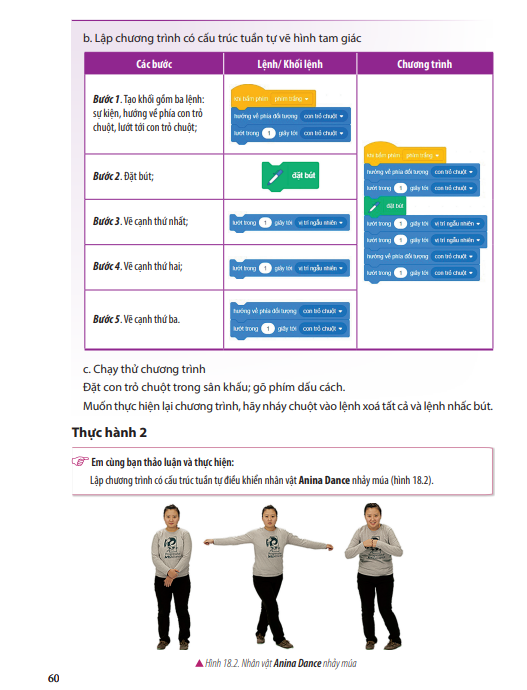 b. Lập chương trình có cấu trúc tuần tự vẽ hình tam giác
Các bước
Lệnh/ Khối lệnh
Chương trình
Bước 1. Tạo khối gồm ba lệnh:
sự kiện, hướng về phía con trỏ
chuột, lướt tới con trỏ chuột;
khi bấm phím phím trắng
hướng về phía đối tượng con trỏ chuột
lướt trong 1 giây tới con trỏ chuột
Bước 2. Đặt bút;
đặt bút
Bước 3. Vẽ cạnh thứ nhất;
lướt trong 1 giây tới vị trí ngẫu nhiên
Bước 4. Vẽ cạnh thứ hai;
lướt trong 1 giây tới vị trí ngẫu nhiên
Bước 5. Vẽ cạnh thứ ba.
hướng về phía đối tượng con trỏ chuột
lướt trong 1 giây tới con trỏ chuột
khi bấm phím phím trắng
hướng về phía đối tượng con trỏ chuột
lướt trong 1 giây tới con trỏ chuột
đặt bút
lướt trong 1 giây tới vị trí ngẫu nhiên
lướt trong 1 giây tới vị trí ngẫu nhiên
hướng về phía đối tượng con trỏ chuột
lướt trong 1 giây tới con trỏ chuột
c. Chạy thử chương trình
Đặt con trỏ chuột trong sân khấu; gõ phím dấu cách.
Muốn thực hiện lại chương trình, hãy nháy chuột vào lệnh xoá tất cả và lệnh nhấc bút.
Thực hành 2
Em cùng bạn thảo luận và thực hiện:
Lập chương trình có cấu trúc tuần tự điều khiển nhân vật Anina Dance nhảy múa (hình 18.2).
▲ Hình 18.2. Nhân vật Anina Dance nhảy múa
60